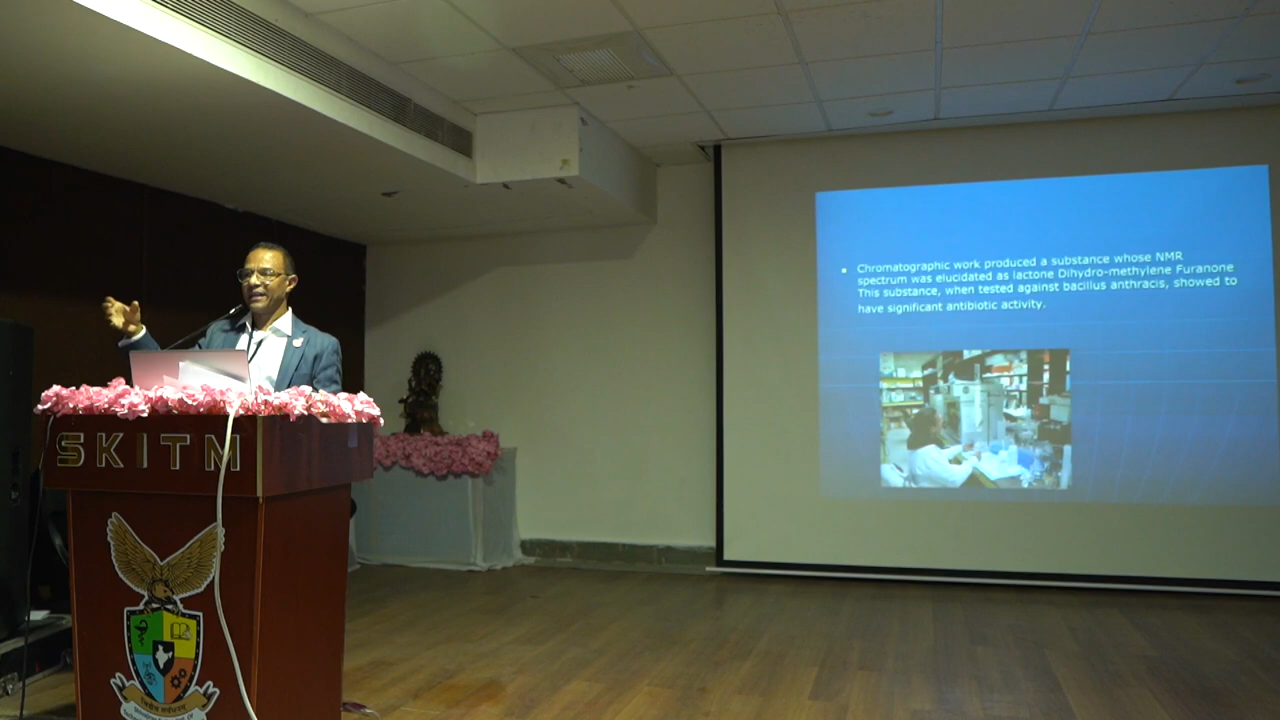 SKITM
Chromatographic work produced a substance whose NMR
spectrum was elucidated as lactone Dihydro-methylene Furanone
This substance, when tested against bacillus anthracis, showed to
have significant antibiotic activity.